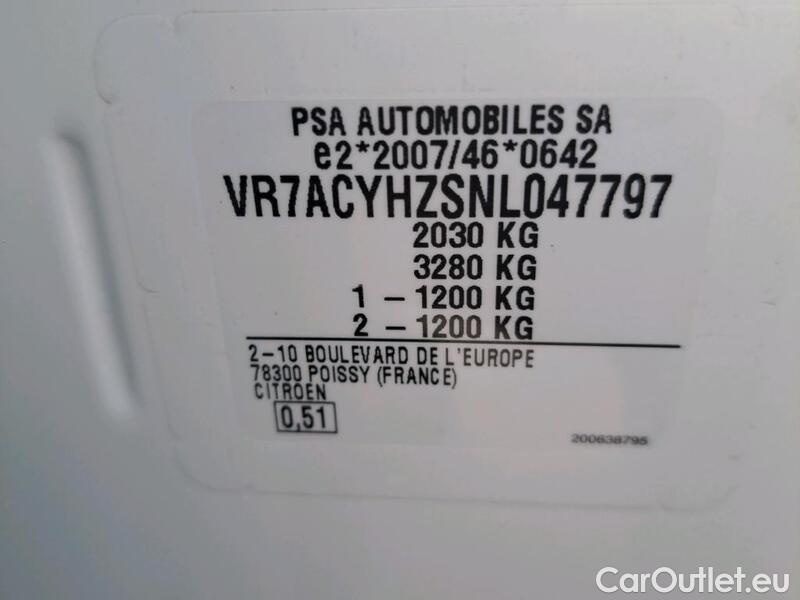 PSA AUTOMOBILES SA
e2*2007/46*0642
VR7ACYHZSNL047797
2030 KG
3280 KG
1 - 1200 KG
2 - 1200 KG
2-10 BOULEVARD DE L'EUROPE
78300 POISSY (FRANCE)
CITROEN
0,51
200638795
CarOutlet.eu